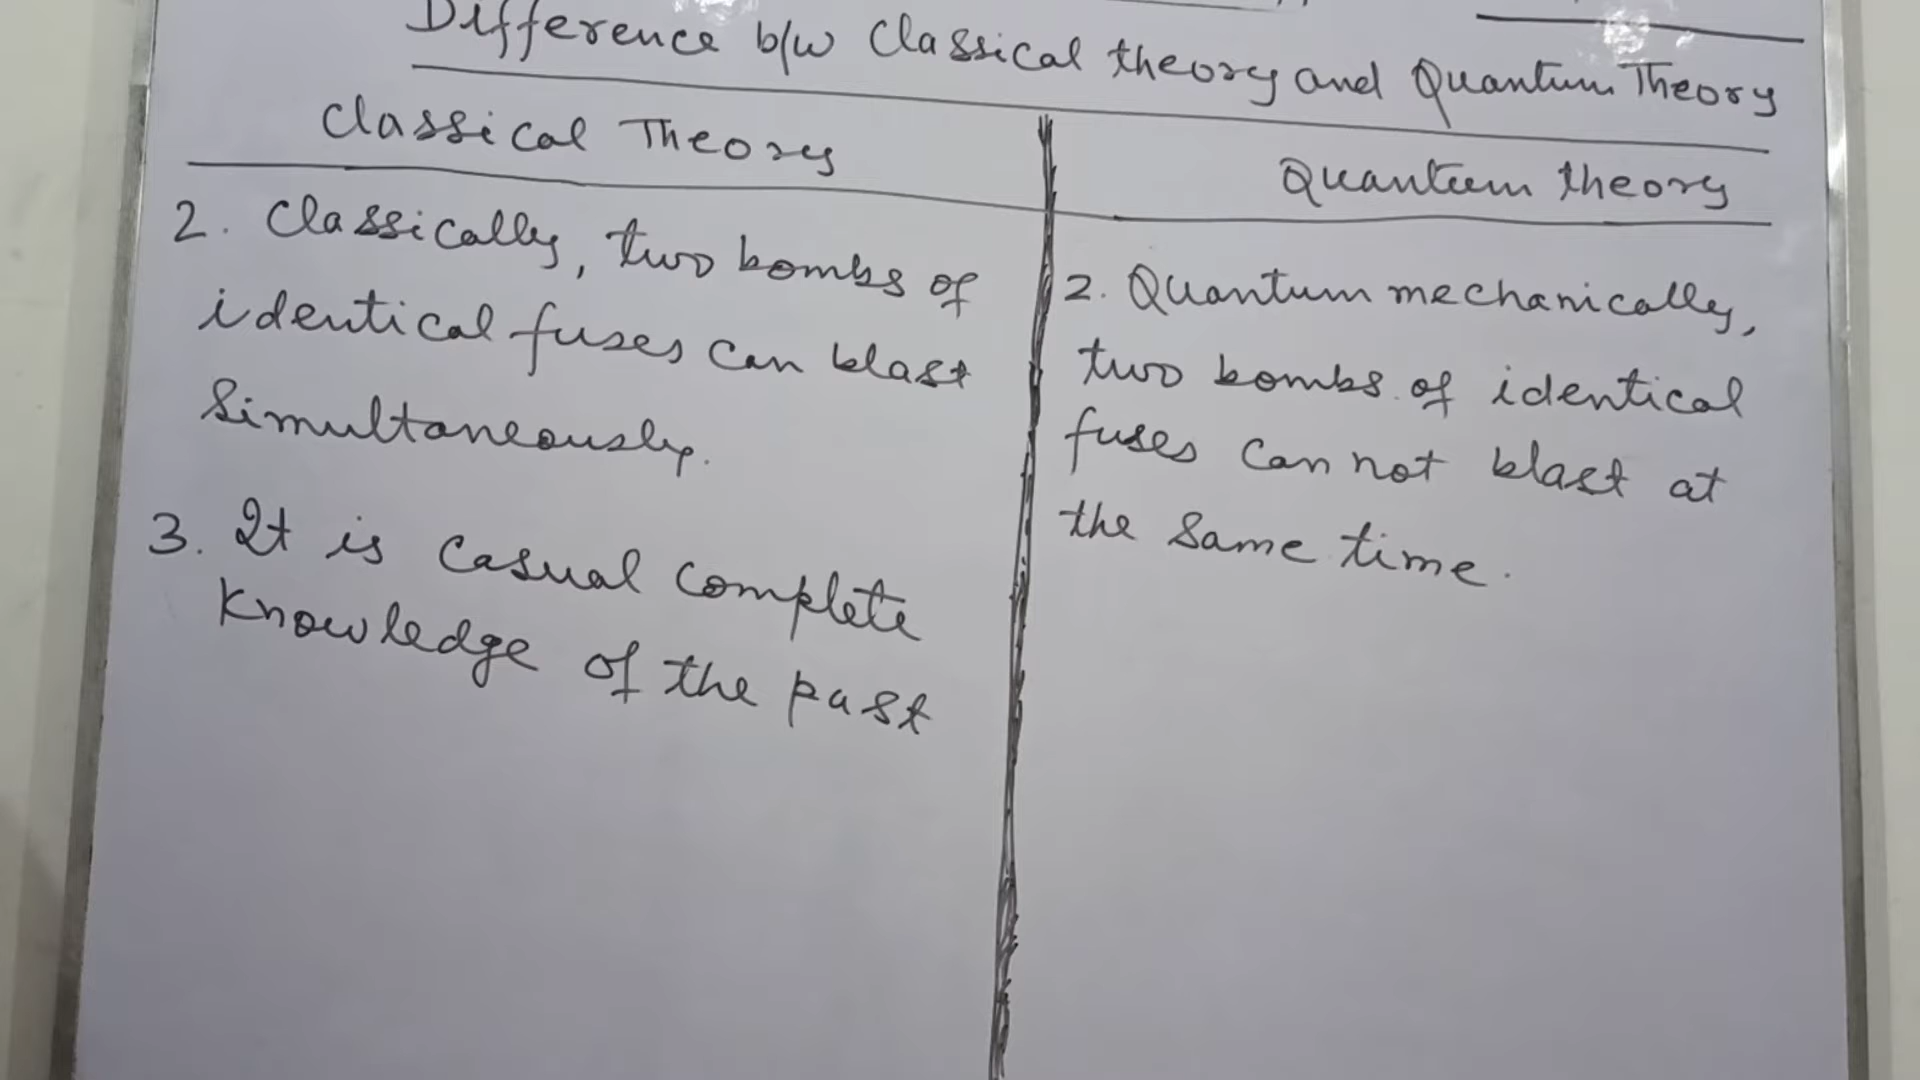 Difference b/w Classical theory and Quantum Theory
Classical Theory
2. Classically, two bombs of
identical fuses can blast
Simultaneously.
3. It is Casual Complete
Knowledge of the past
Quantum theory
2. Quantum mechanically,
two bombs of identical
fuses Can not blast at
the Same time.